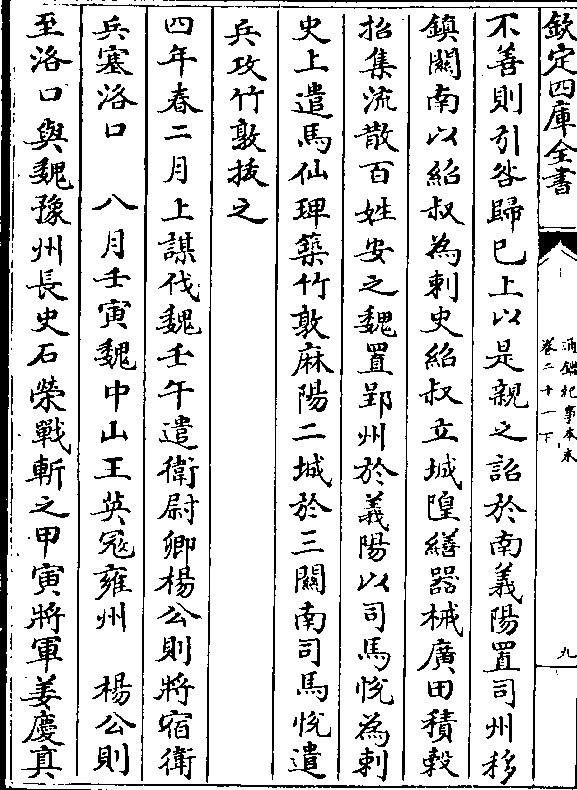 欽定四庫全書
通鑑紀事本末
卷二十一下
九
不善則引咎歸已上以是親之詔於南義陽置司州移
鎮關南以紹叔為刺史紹叔立城隍繕器械廣田積穀
招集流散百姓安之魏置郢州於義陽以司馬悅為刺
史上遣馬仙琕築竹敦麻陽二城於三關南司馬悅遣
兵攻竹敦拔之
四年春二月上謀伐魏壬午遣衛尉卿楊公則將宿衛
兵塞洛口　八月壬寅魏中山王英宼雍州　楊公則
至洛口與魏豫州長史石榮戰斬之甲寅將軍姜慶真